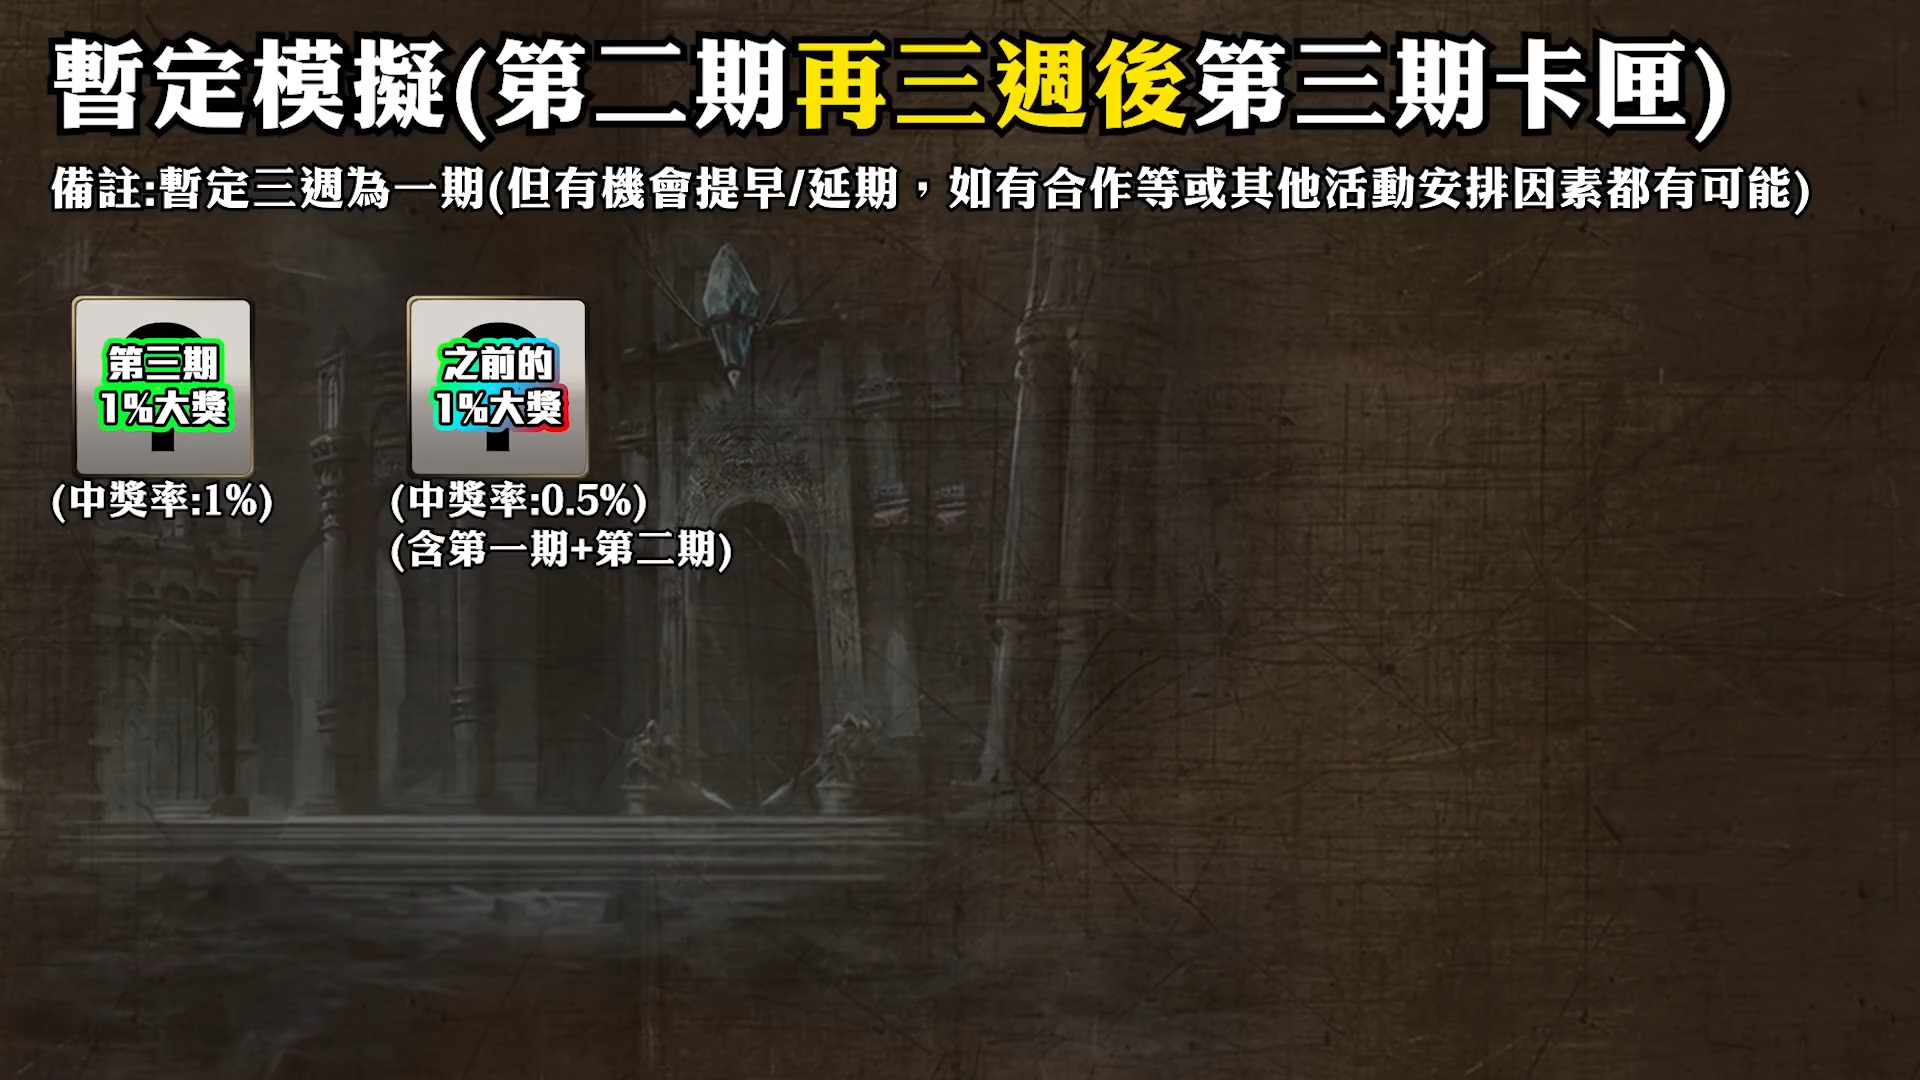 暫定模擬(第二期再三週後第三期卡匣)
備註:暫定三週為一期(但有機會提早/延期，如有合作等或其他活動安排因素都有可能)
第三期
1%大獎
(中獎率:1%)
之前的
1%大獎
(中獎率:0.5%)
(含第一期+第二期)